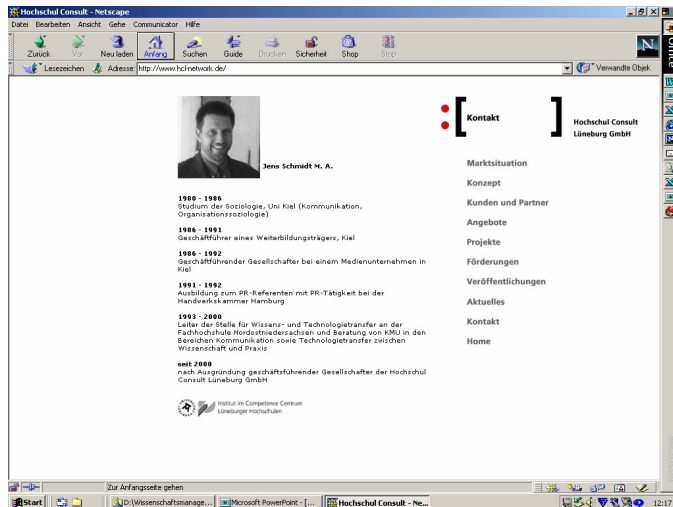 Hochschul Consult - Netscape
Datei Bearbeiten Ansicht Gehe Communicator Hilfe
Zurück Vor Neu laden Anfang Suchen Guide Drucken Sicherheit Shop Stop
Lesezeichen Adresse: http://www.hcl-network.de/ Verwandte Objek
Office
Jens Schmidt M. A.
1980 - 1986
Studium der Soziologie, Uni Kiel (Kommunikation,
Organisationssoziologie)
1986 - 1991
Geschäftführer eines Weiterbildungsträgers, Kiel
1986 - 1992
Geschäftführender Gesellschafter bei einem Medienunternehmen in
Kiel
1991 - 1992
Ausbildung zum PR-Referenten mit PR-Tätigkeit bei der
Handwerkskammer Hamburg
1993 - 2000
Leiter der Stelle für Wissens- und Technologietransfer an der
Fachhochschule Nordostniedersachsen und Beratung von KMU in den
Bereichen Kommunikation sowie Technologietransfer zwischen
Wissenschaft und Praxis
seit 2000
nach Ausgründung geschäftsführender Gesellschafter der Hochschul
Consult Lüneburg GmbH
Institut im Competence Centrum
Lüneburger Hochschulen
Kontakt
Hochschul Consult
Lüneburg GmbH
Marktsituation
Konzept
Kunden und Partner
Angebote
Projekte
Förderungen
Veröffentlichungen
Aktuelles
Kontakt
Home
Zur Anfangsseite gehen
Start D:\Wissenschaftsmanage... Microsoft PowerPoint - [... Hochschul Consult - Ne... 12:17